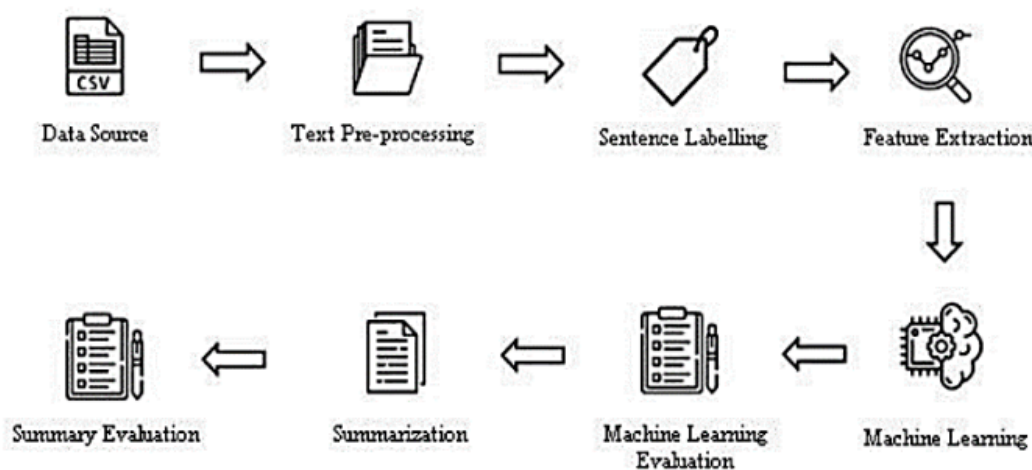 CSV
Data Source
Text Pre-processing
Sentence Labelling
Feature Extraction
Machine Learning
Machine Learning
Evaluation
Summarization
Summary Evaluation